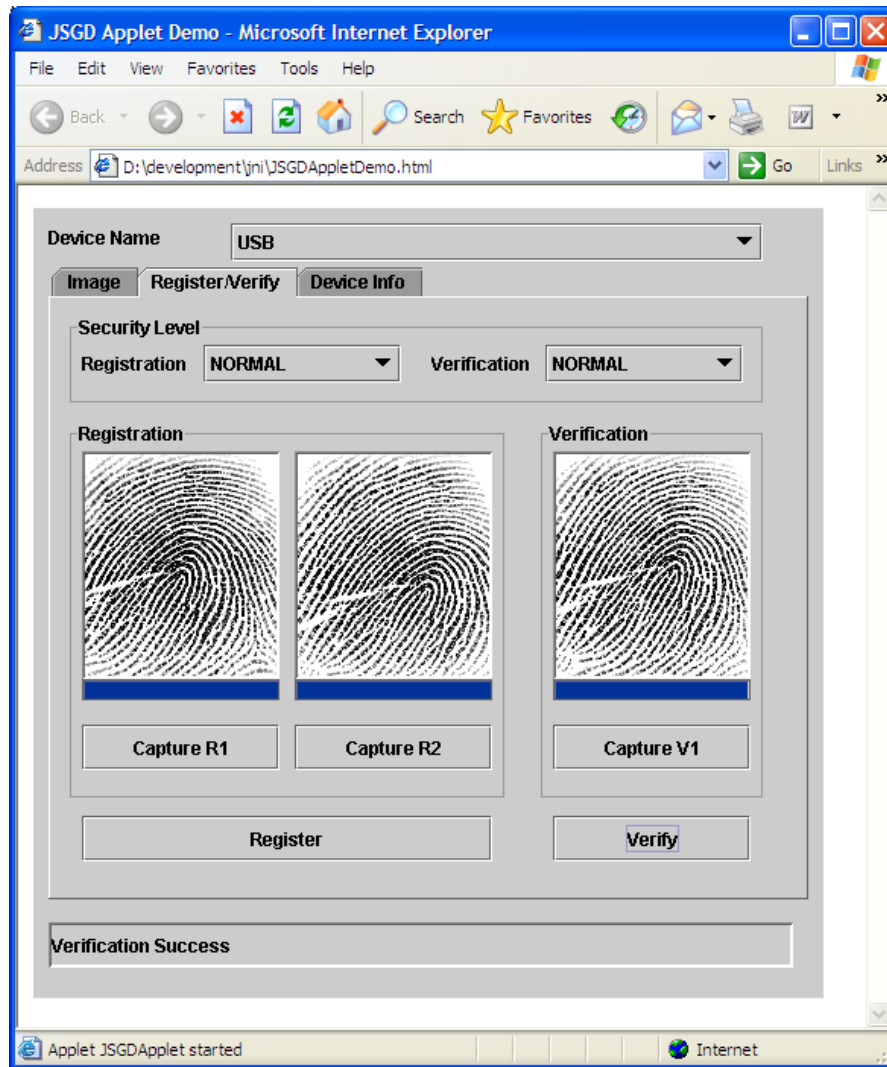 JSGD Applet Demo - Microsoft Internet Explorer
File Edit View Favorites Tools Help
Back Search Favorites »
Address D:\development\jni\JSGDAppletDemo.html Go Links »
Device Name USB
Image Register/Verify Device Info
Security Level
Registration NORMAL Verification NORMAL
Registration Verification
Capture R1 Capture R2 Capture V1
Register Verify
Verification Success
Applet JSGDApplet started Internet